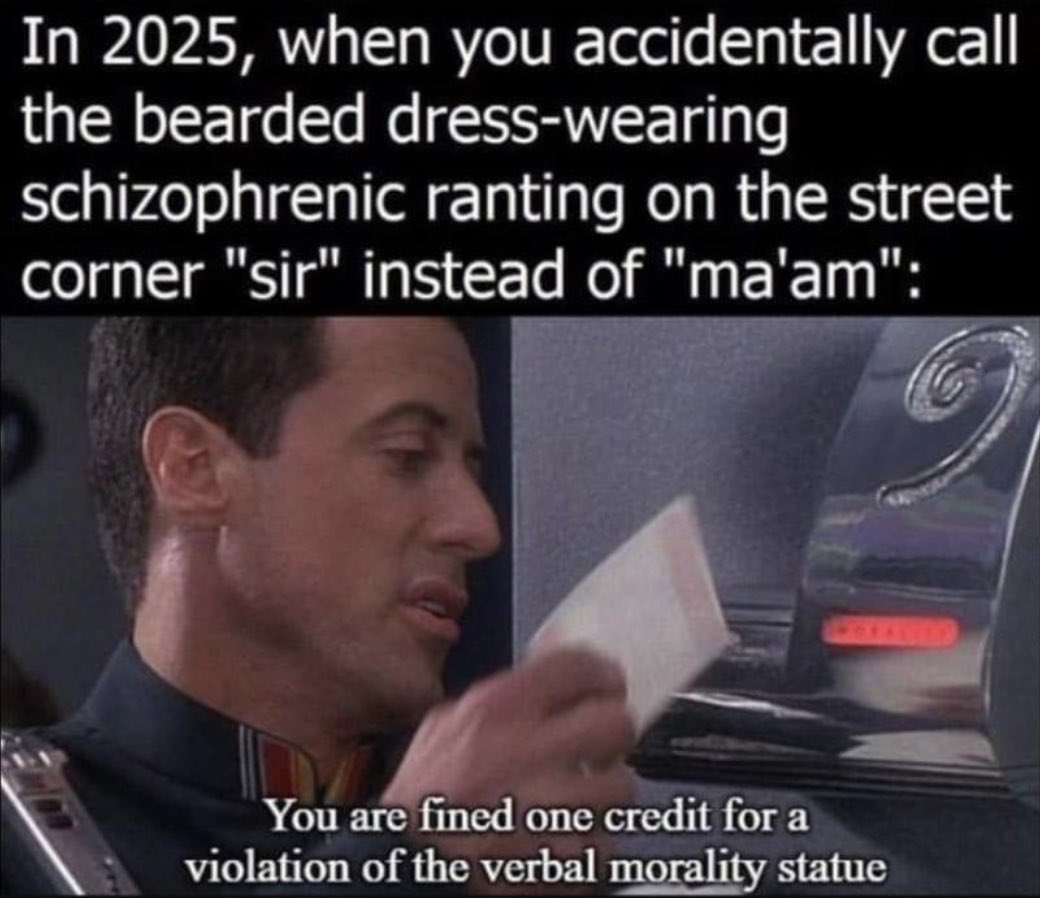 In 2025, when you accidentally call
the bearded dress-wearing
schizophrenic ranting on the street
corner "sir" instead of "ma'am":
You are fined one credit for a
violation of the verbal morality statue